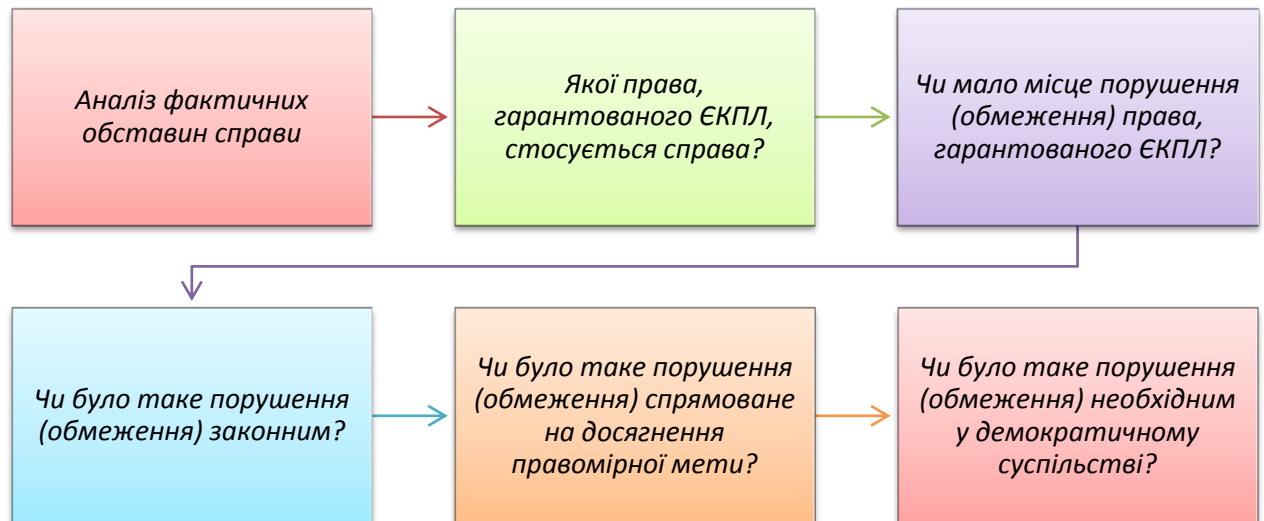 Аналіз фактичних
обставин справи
Якої права,
гарантованого ЄКПЛ,
стосується справа?
Чи мало місце порушення
(обмеження) права,
гарантованого ЄКПЛ?
Чи було таке порушення
(обмеження) законним?
Чи було таке порушення
(обмеження) спрямоване
на досягнення
правомірної мети?
Чи було таке порушення
(обмеження) необхідним
у демократичному
суспільстві?